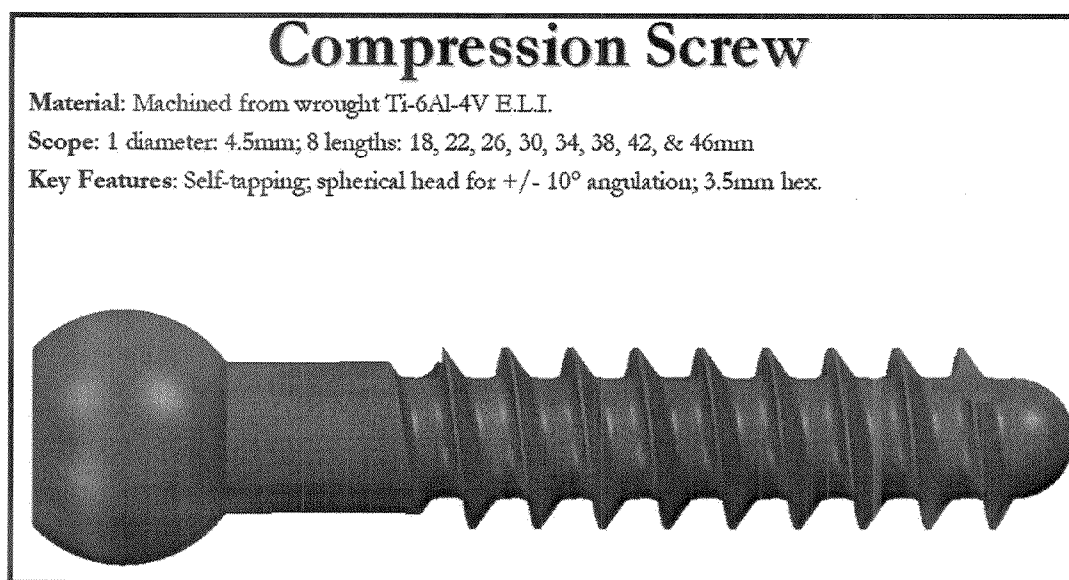 Compression Screw
Material: Machined from wrought Ti-6Al-4V E.L.I.
Scope: 1 diameter: 4.5mm; 8 lengths: 18, 22, 26, 30, 34, 38, 42, & 46mm
Key Features: Self-tapping; spherical head for +/- 10° angulation; 3.5mm hex.